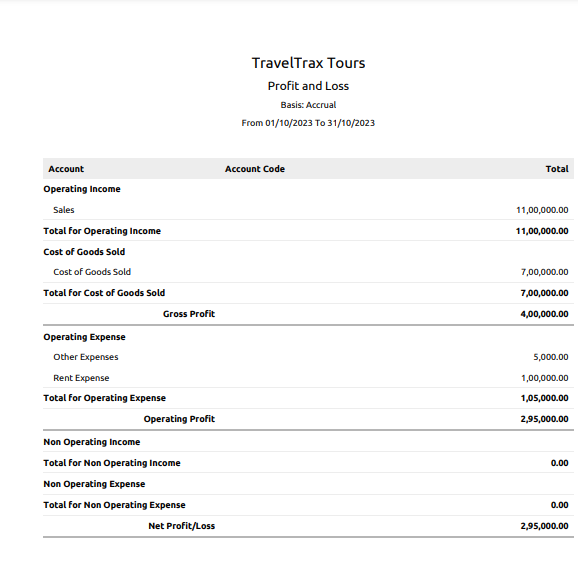 TravelTrax Tours
Profit and Loss
Basis: Accrual
From 01/10/2023 To 31/10/2023
Account Account Code Total
Operating Income
Sales 11,00,000.00
Total for Operating Income 11,00,000.00
Cost of Goods Sold
Cost of Goods Sold 7,00,000.00
Total for Cost of Goods Sold 7,00,000.00
Gross Profit 4,00,000.00
Operating Expense
Other Expenses 5,000.00
Rent Expense 1,00,000.00
Total for Operating Expense 1,05,000.00
Operating Profit 2,95,000.00
Non Operating Income
Total for Non Operating Income 0.00
Non Operating Expense
Total for Non Operating Expense 0.00
Net Profit/Loss 2,95,000.00